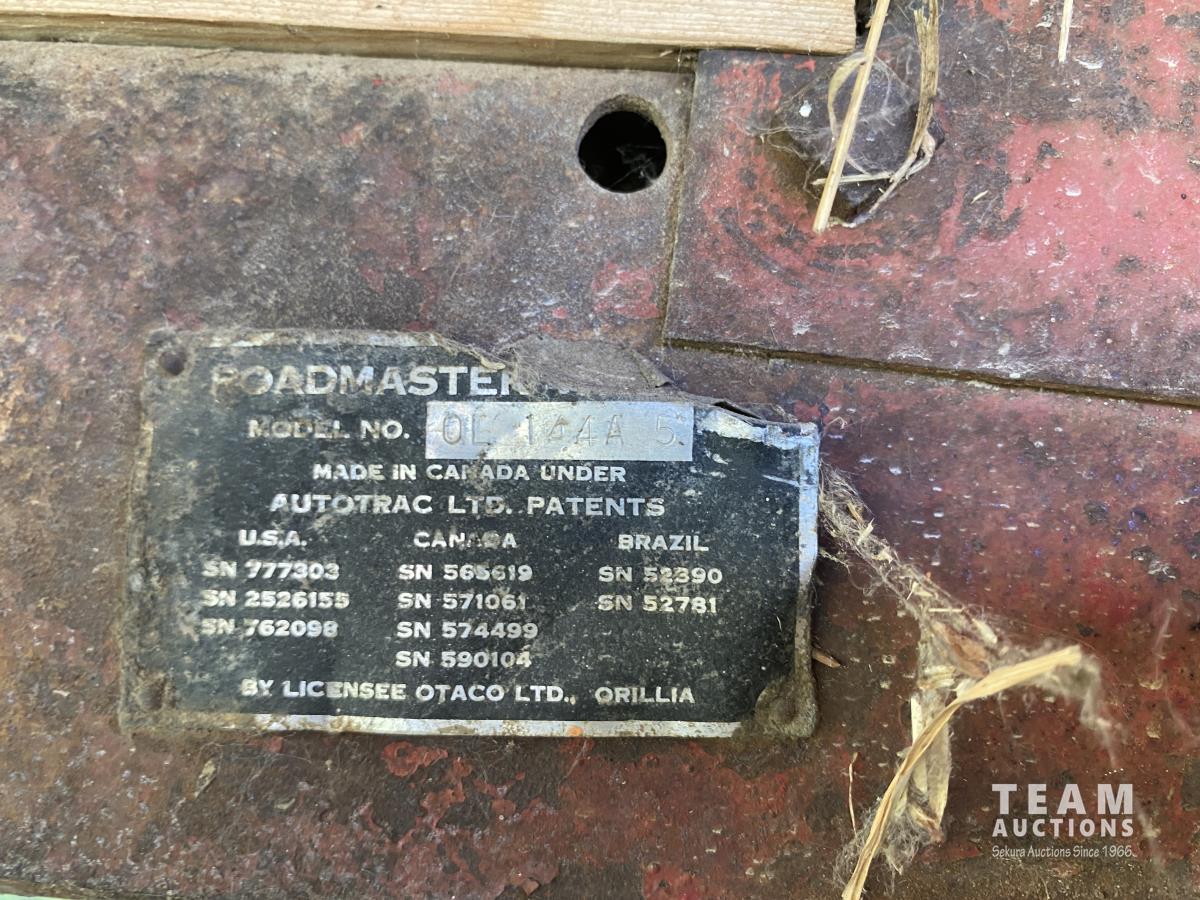 ROADMASTER
MODEL NO. OL 144A 5
MADE IN CANADA UNDER
AUTOTRAC LTD. PATENTS
U.S.A. CANADA BRAZIL
SN 777303 SN 565619 SN 52390
SN 2526155 SN 571061 SN 52781
SN 762098 SN 574499
SN 590104
BY LICENSEE OTACO LTD., ORILLIA
TEAM
AUCTIONS
Sekura Auctions Since 1966